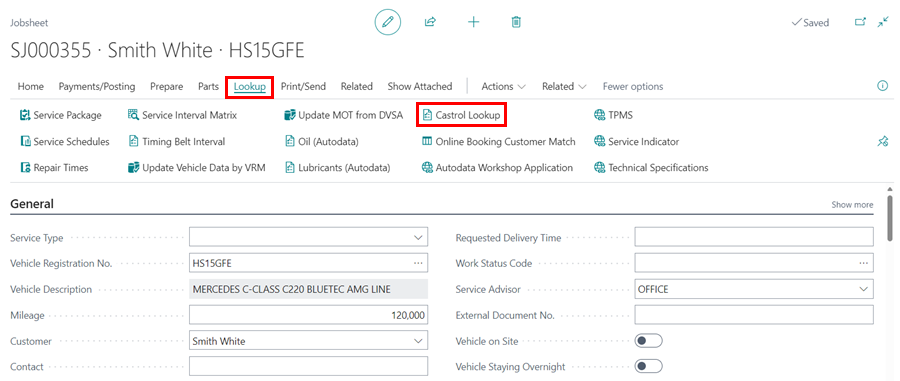 Jobsheet
Saved
SJ000355 · Smith White · HS15GFE
Home Payments/Posting Prepare Parts Lookup Print/Send Related Show Attached Actions Related Fewer options
Service Package Service Interval Matrix Update MOT from DVSA Castrol Lookup TPMS
Service Schedules Timing Belt Interval Oil (Autodata) Online Booking Customer Match Service Indicator
Repair Times Update Vehicle Data by VRM Lubricants (Autodata) Autodata Workshop Application Technical Specifications
General Show more
Service Type Requested Delivery Time
Vehicle Registration No. HS15GFE Work Status Code
Vehicle Description MERCEDES C-CLASS C220 BLUETEC AMG LINE Service Advisor OFFICE
Mileage 120,000 External Document No.
Customer Smith White Vehicle on Site
Contact Vehicle Staying Overnight